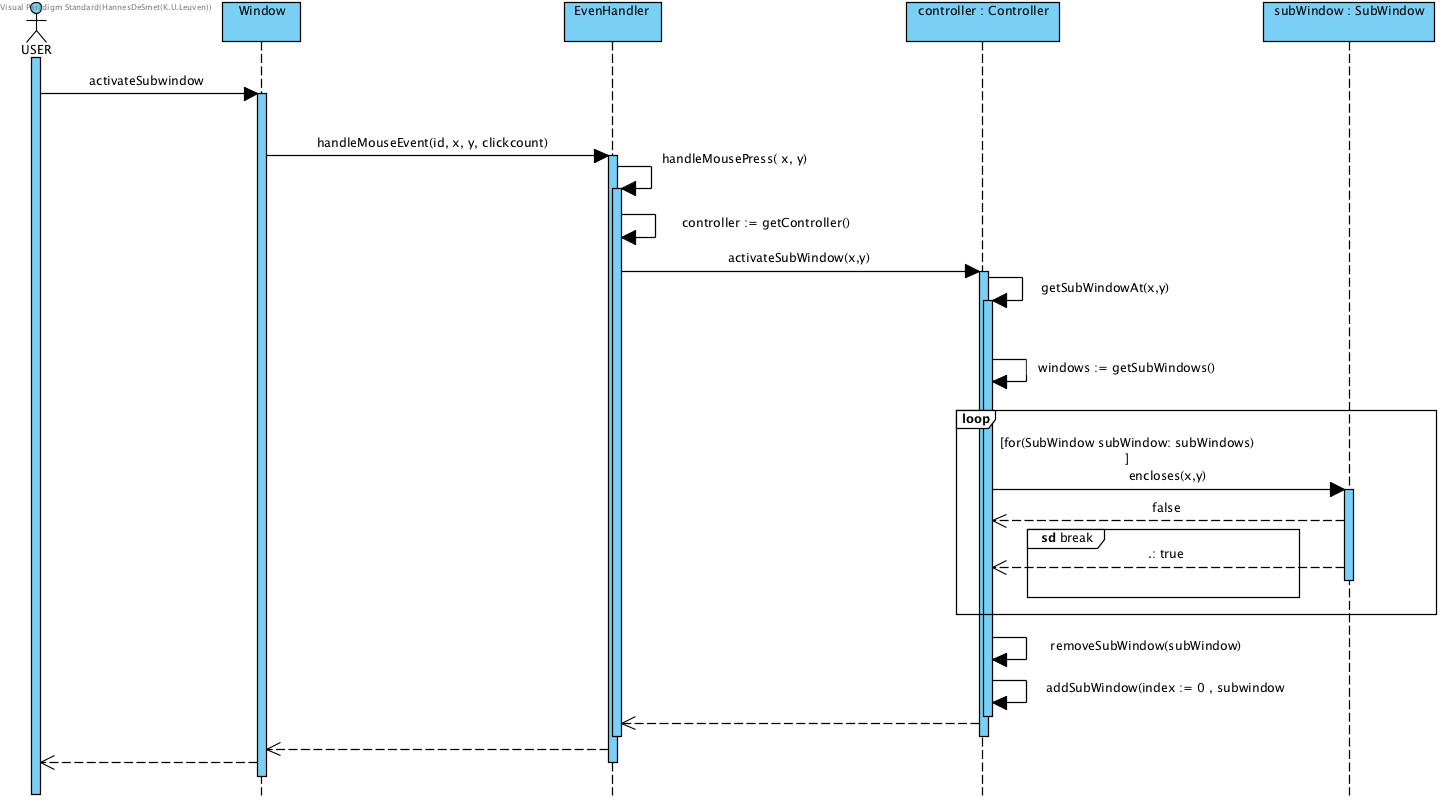 Visual Paradigm Standard(HannesDeSmet(K.U.Leuven))
USER
Window
EvenHandler
controller : Controller
subWindow : SubWindow
activateSubwindow
handleMouseEvent(id, x, y, clickcount)
handleMousePress( x, y)
controller := getController()
activateSubWindow(x,y)
getSubWindowAt(x,y)
windows := getSubWindows()
loop
[for(SubWindow subWindow: subWindows)
]
encloses(x,y)
false
sd break
.: true
removeSubWindow(subWindow)
addSubWindow(index := 0 , subwindow